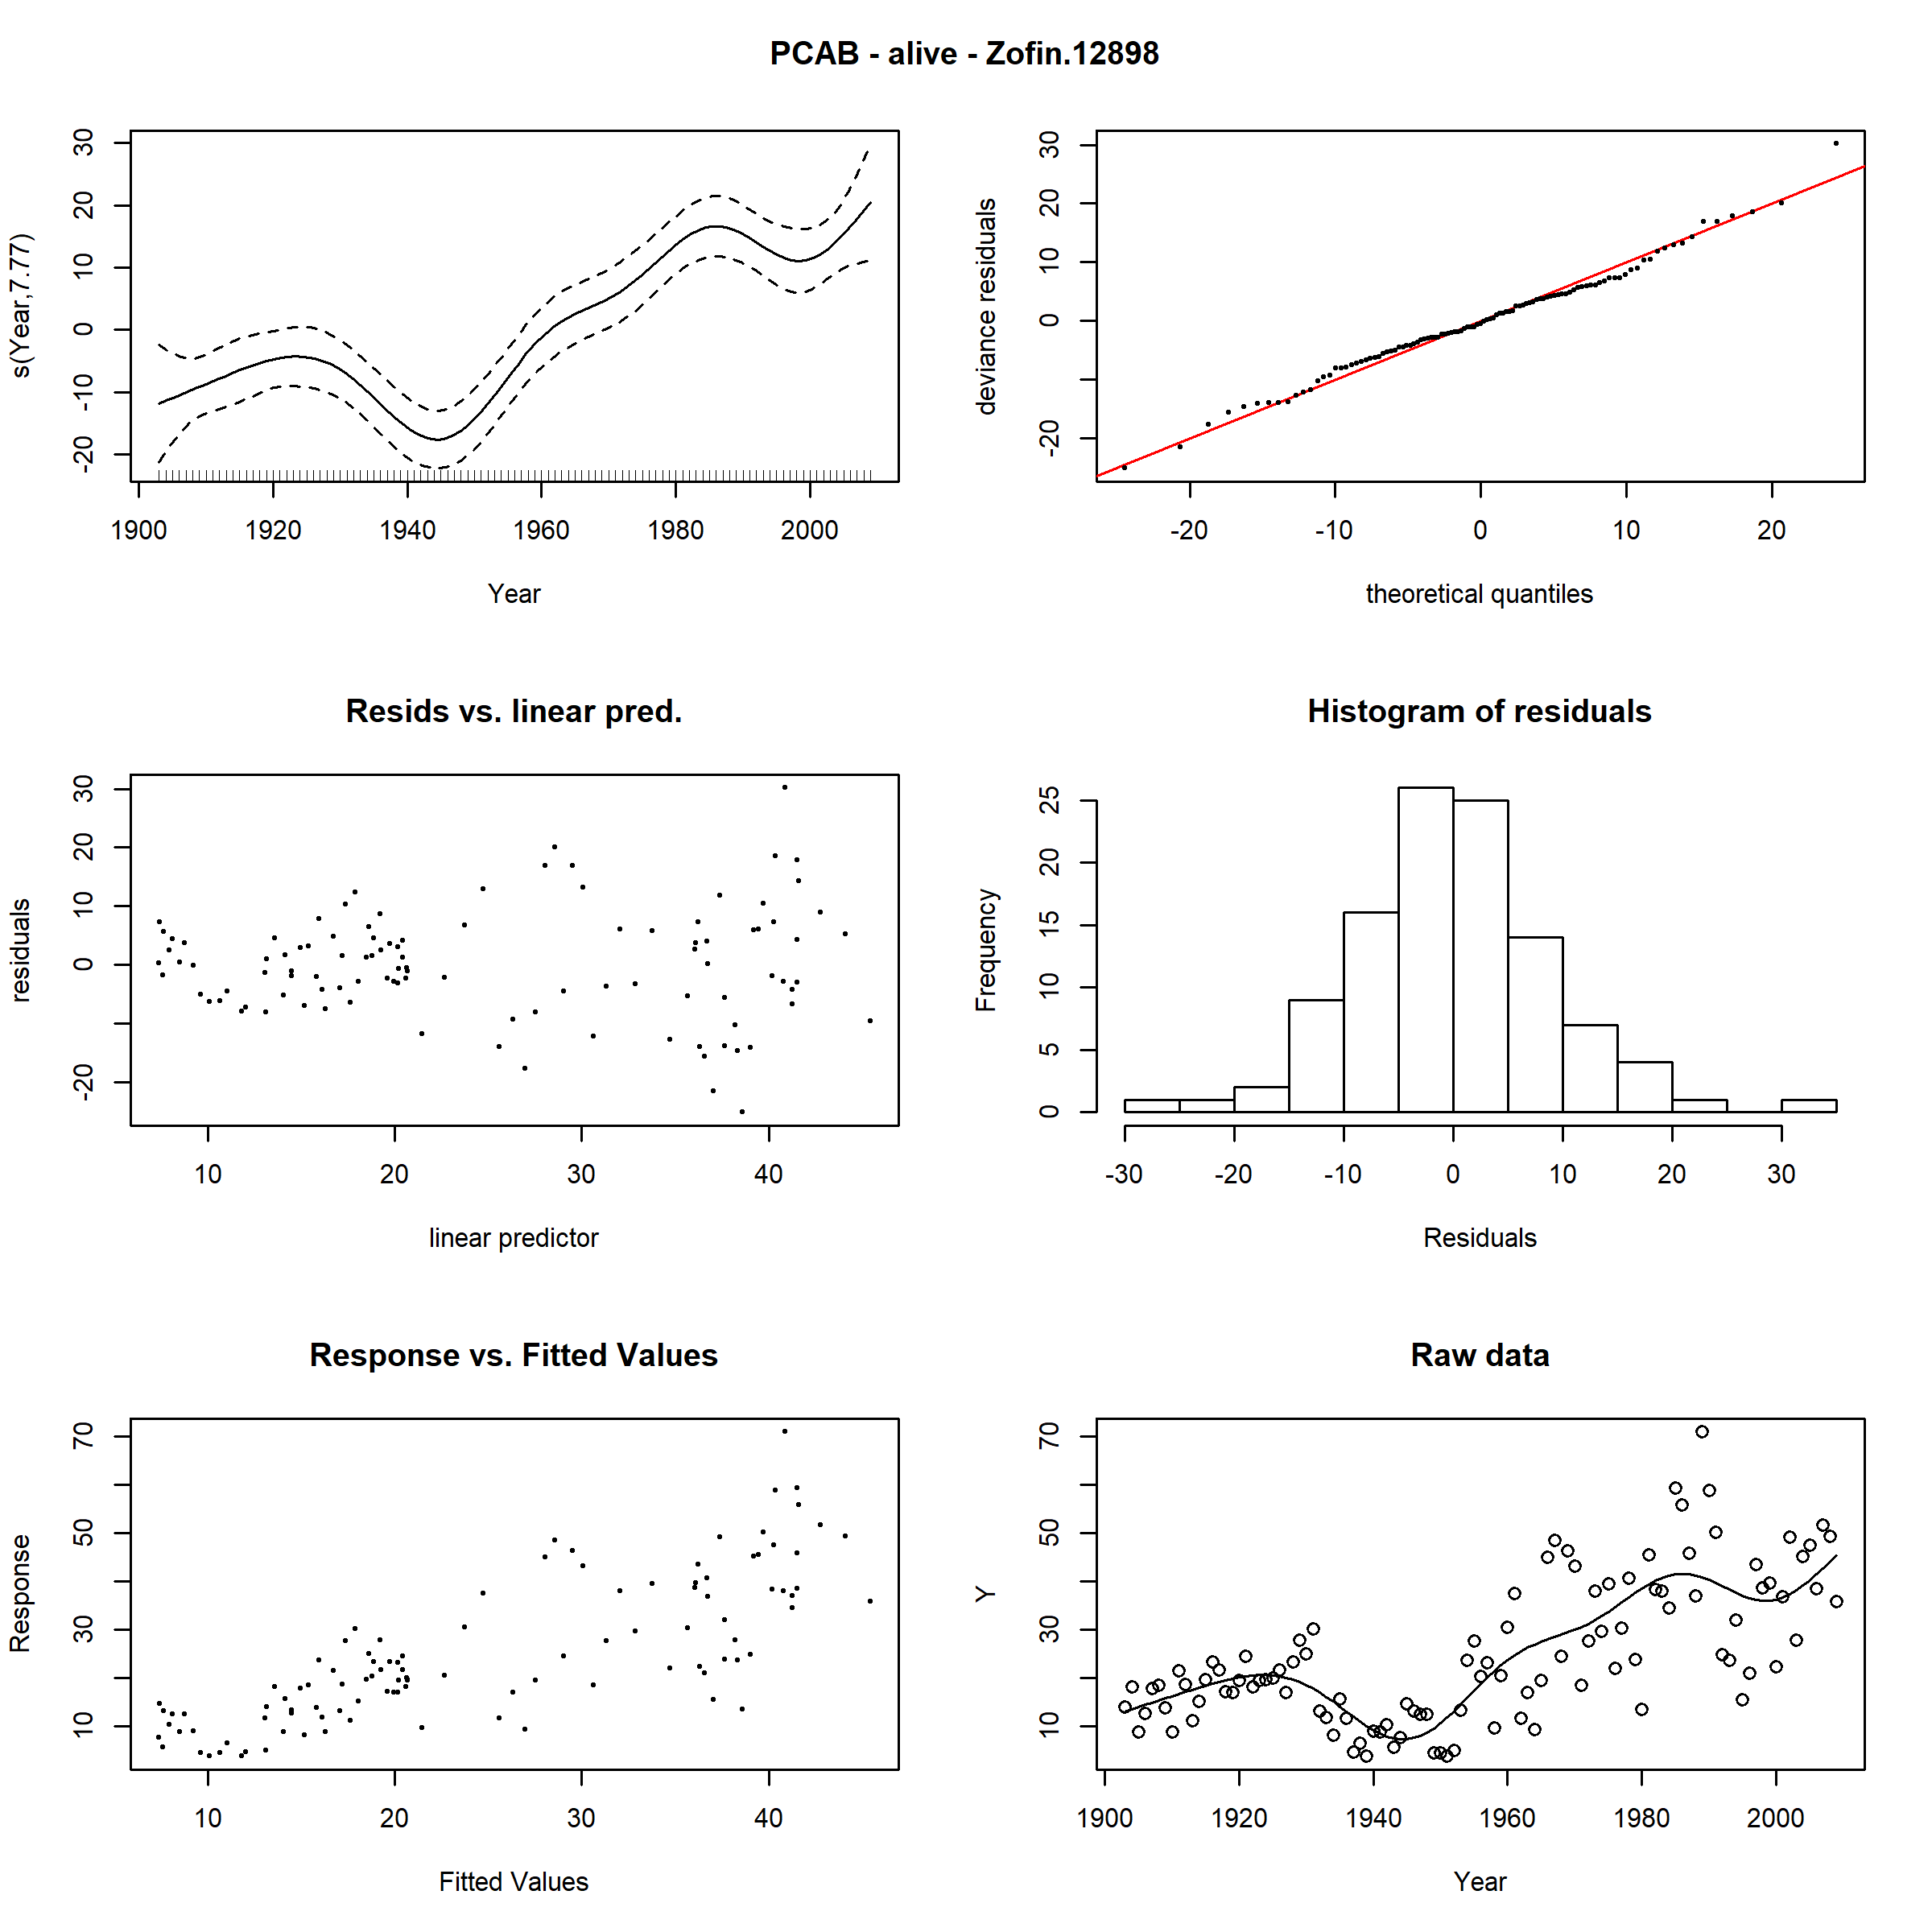 PCAB - alive - Zofin.12898
s(Year,7.77)
-20 -10 0 10 20 30
1900 1920 1940 1960 1980 2000
Year
deviance residuals
-20 0 10 20 30
-20 -10 0 10 20
theoretical quantiles
Resids vs. linear pred.
residuals
-20 0 10 20 30
10 20 30 40
linear predictor
Histogram of residuals
Frequency
0 5 10 15 20 25
-30 -20 -10 0 10 20 30
Residuals
Response vs. Fitted Values
Response
10 30 50 70
10 20 30 40
Fitted Values
Raw data
Y
10 30 50 70
1900 1920 1940 1960 1980 2000
Year